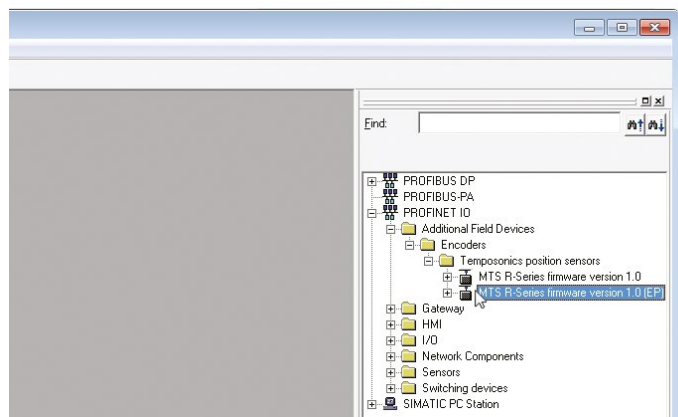 Find:
PROFIBUS DP
PROFIBUS-PA
PROFINET IO
Additional Field Devices
Encoders
Temposonics position sensors
MTS R-Series firmware version 1.0
MTS R-Series firmware version 1.0 (EP)
Gateway
HMI
I/O
Network Components
Sensors
Switching devices
SIMATIC PC Station